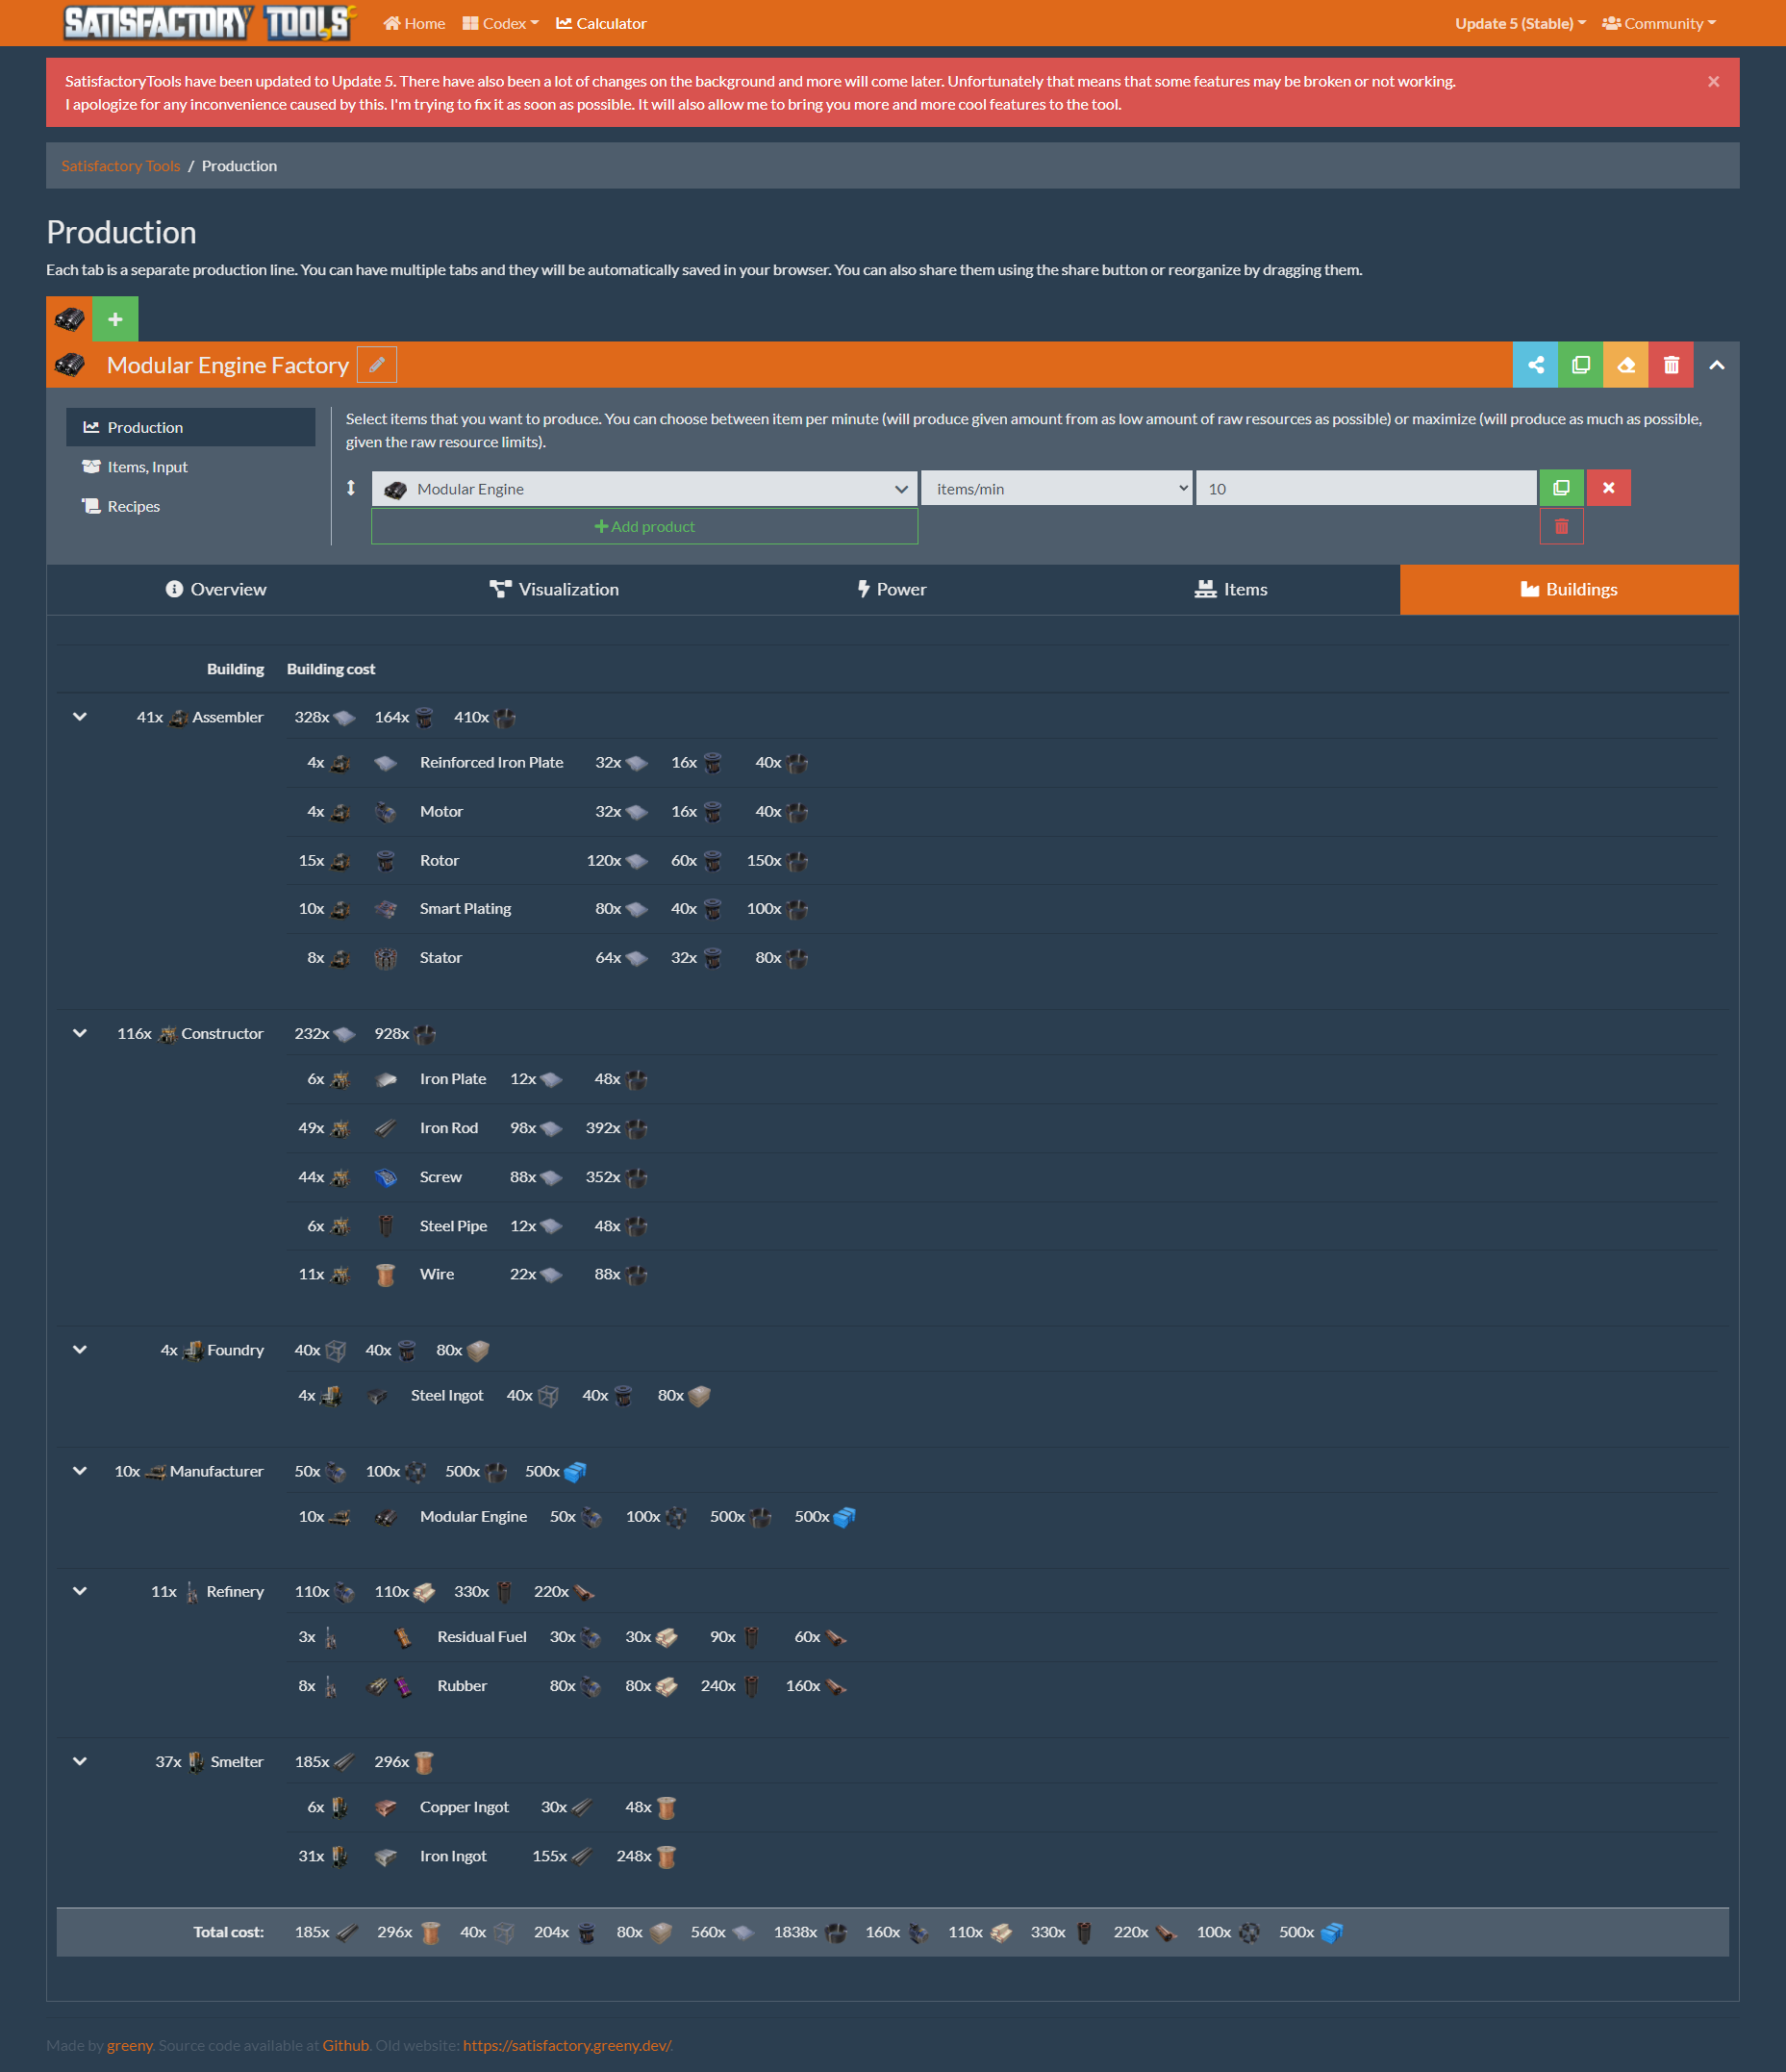 SATISFACTORY TOOLS Home Codex Calculator Update 5 (Stable) Community
SatisfactoryTools have been updated to Update 5. There have also been a lot of changes on the background and more will come later. Unfortunately that means that some features may be broken or not working. ×
I apologize for any inconvenience caused by this. I'm trying to fix it as soon as possible. It will also allow me to bring you more and more cool features to the tool.
Satisfactory Tools / Production
Production
Each tab is a separate production line. You can have multiple tabs and they will be automatically saved in your browser. You can also share them using the share button or reorganize by dragging them.
Modular Engine Factory
Production
Items, Input
Recipes
Select items that you want to produce. You can choose between item per minute (will produce given amount from as low amount of raw resources as possible) or maximize (will produce as much as possible,
given the raw resource limits).
Modular Engine items/min 10
Add product
Overview Visualization Power Items Buildings
Building Building cost
41x Assembler 328x 164x 410x
4x Reinforced Iron Plate 32x 16x 40x
4x Motor 32x 16x 40x
15x Rotor 120x 60x 150x
10x Smart Plating 80x 40x 100x
8x Stator 64x 32x 80x
116x Constructor 232x 928x
6x Iron Plate 12x 48x
49x Iron Rod 98x 392x
44x Screw 88x 352x
6x Steel Pipe 12x 48x
11x Wire 22x 88x
4x Foundry 40x 40x 80x
4x Steel Ingot 40x 40x 80x
10x Manufacturer 50x 100x 500x 500x
10x Modular Engine 50x 100x 500x 500x
11x Refinery 110x 110x 330x 220x
3x Residual Fuel 30x 30x 90x 60x
8x Rubber 80x 80x 240x 160x
37x Smelter 185x 296x
6x Copper Ingot 30x 48x
31x Iron Ingot 155x 248x
Total cost: 185x 296x 40x 204x 80x 560x 1838x 160x 110x 330x 220x 100x 500x
Made by greeny. Source code available at Github. Old website: https://satisfactory.greeny.dev/.